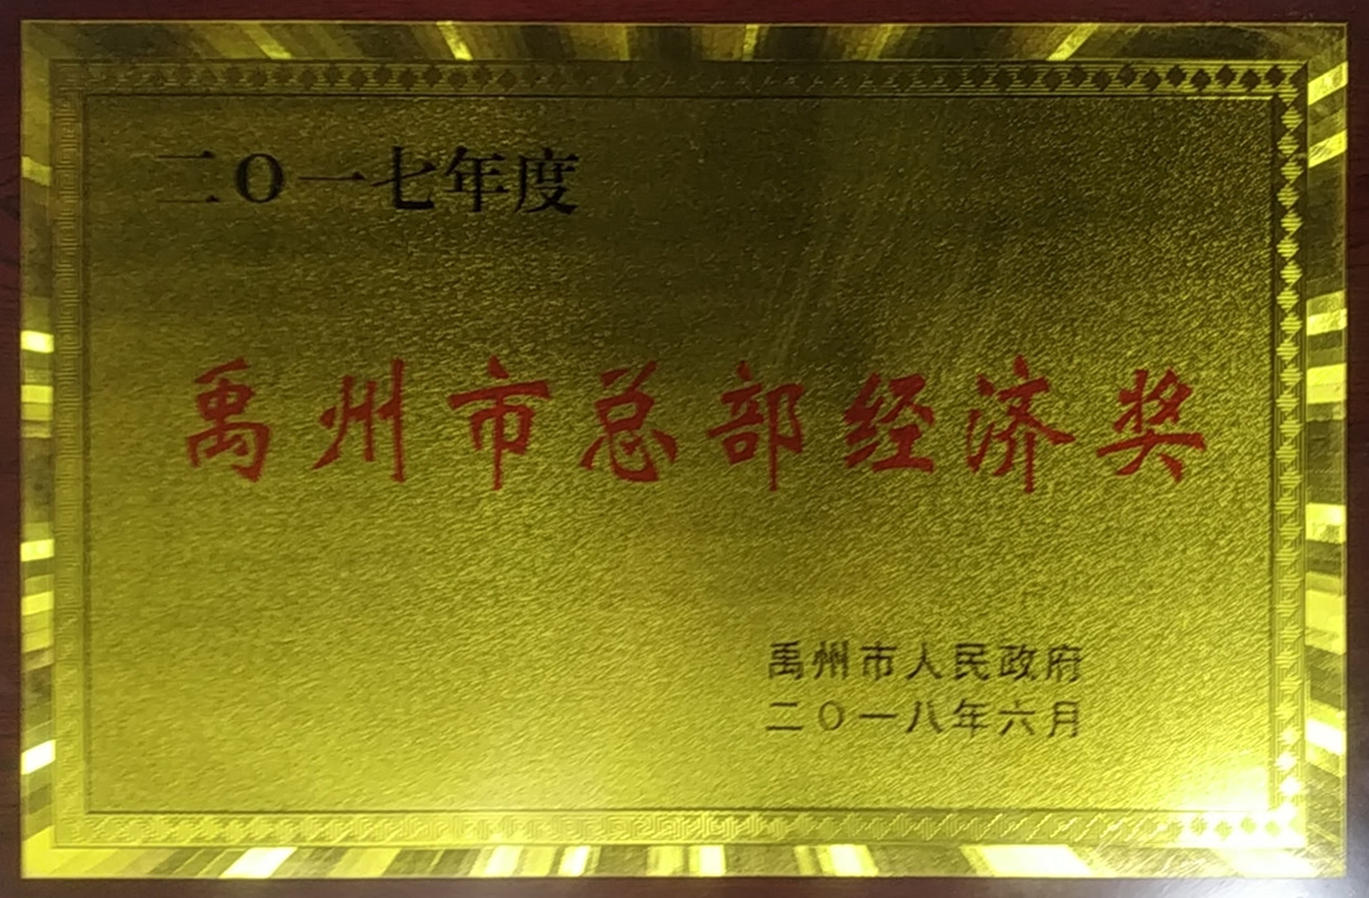 二〇一七年度
禹州市总部经济奖
禹州市人民政府
二〇一八年六月